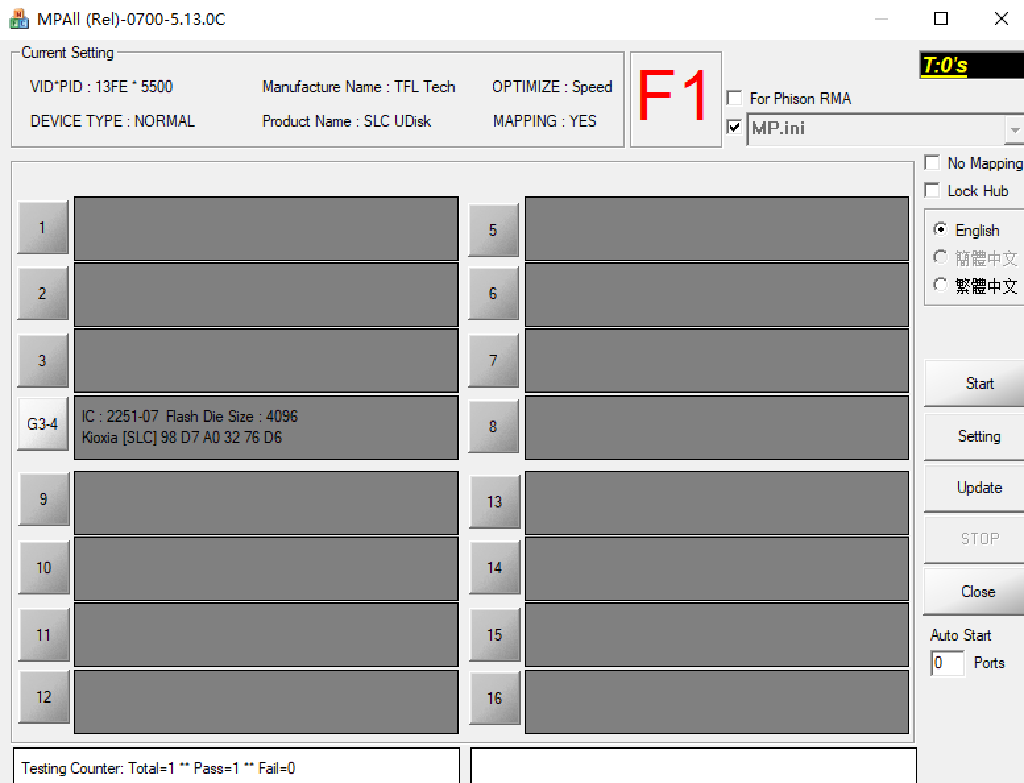 MPAll (Rel)-0700-5.13.0C
Current Setting
VID*PID : 13FE * 5500
Manufacture Name : TFL Tech
OPTIMIZE : Speed
DEVICE TYPE : NORMAL
Product Name : SLC UDisk
MAPPING : YES
F1
T:0's
For Phison RMA
MP.ini
No Mapping
Lock Hub
English
簡體中文
繁體中文
1
5
2
6
3
7
G3-4
IC : 2251-07 Flash Die Size : 4096
Kioxia [SLC] 98 D7 A0 32 76 D6
8
9
13
10
14
11
15
12
16
Start
Setting
Update
STOP
Close
Auto Start
0 Ports
Testing Counter: Total=1 ** Pass=1 ** Fail=0